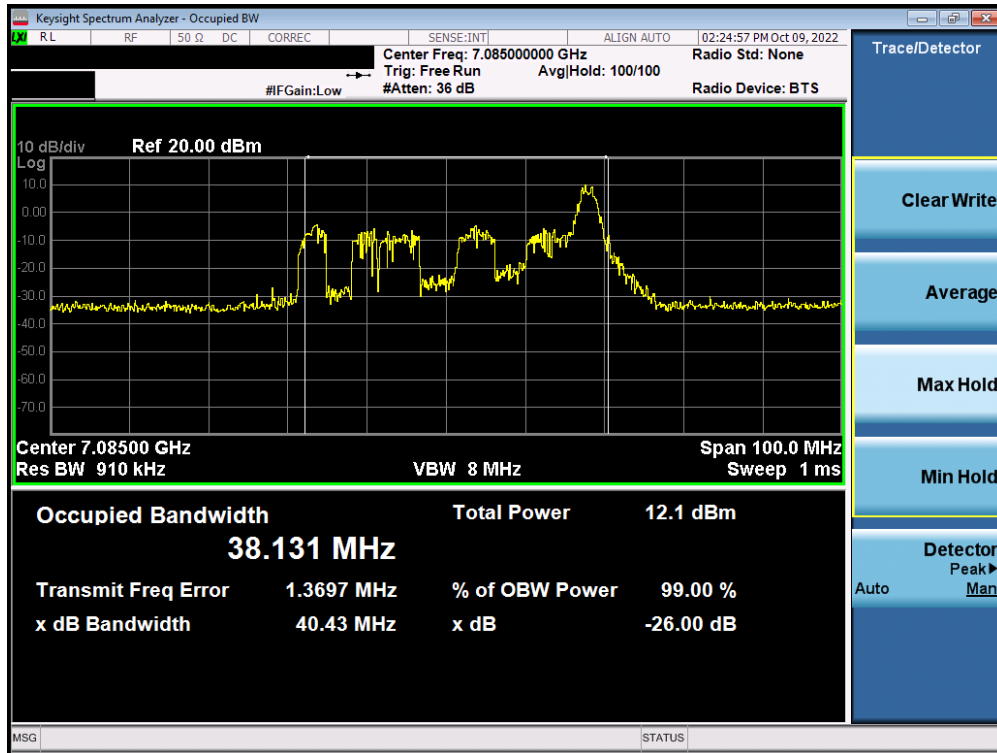 Keysight Spectrum Analyzer - Occupied BW
LXI RL RF 50 Ω DC CORREC SENSE:INT ALIGN AUTO 02:24:57 PM Oct 09, 2022
Center Freq: 7.085000000 GHz Radio Std: None
Trig: Free Run Avg|Hold: 100/100
#IFGain:Low #Atten: 36 dB Radio Device: BTS
10 dB/div Ref 20.00 dBm
Log
10.0
0.00
-10.0
-20.0
-30.0
-40.0
-50.0
-60.0
-70.0
Center 7.08500 GHz Span 100.0 MHz
Res BW 910 kHz VBW 8 MHz Sweep 1 ms
Occupied Bandwidth Total Power 12.1 dBm
38.131 MHz
Transmit Freq Error 1.3697 MHz % of OBW Power 99.00 %
x dB Bandwidth 40.43 MHz x dB -26.00 dB
MSG STATUS
Trace/Detector
Clear Write
Average
Max Hold
Min Hold
Detector
Peak▶
Auto Man